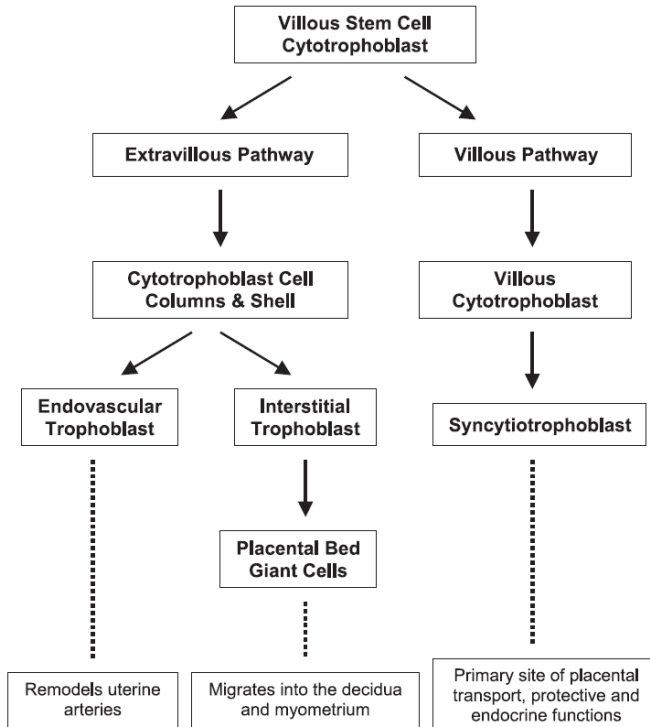 Villous Stem Cell
Cytotrophoblast
Extravillous Pathway
Villous Pathway
Cytotrophoblast Cell
Columns & Shell
Villous
Cytotrophoblast
Endovascular
Trophoblast
Interstitial
Trophoblast
Syncytiotrophoblast
Placental Bed
Giant Cells
Remodels uterine
arteries
Migrates into the decidua
and myometrium
Primary site of placental
transport, protective and
endocrine functions